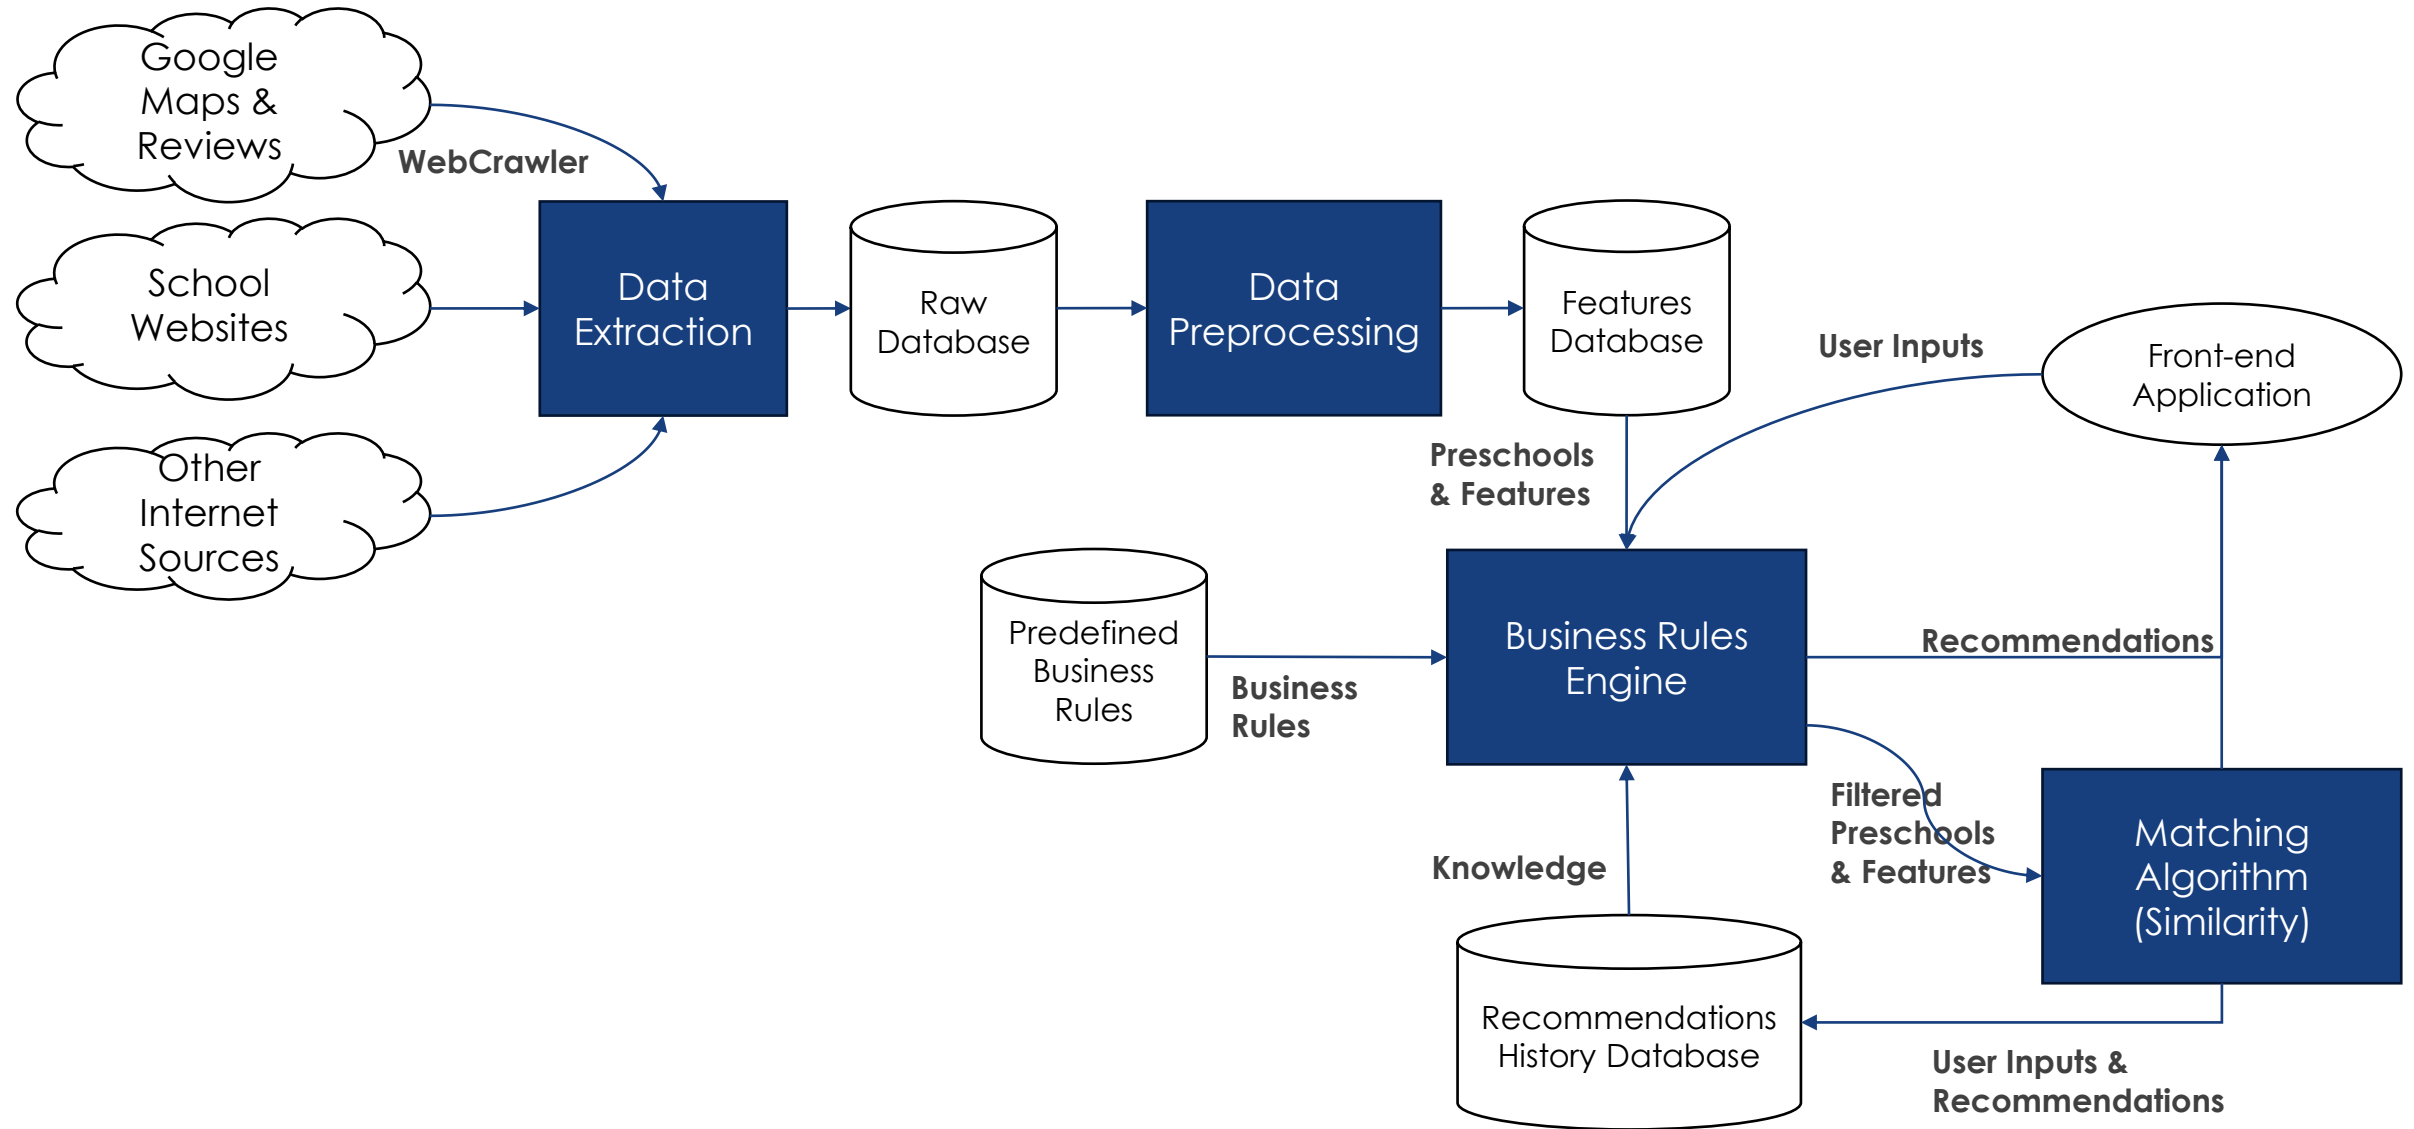 Google
Maps &
Reviews
WebCrawler
School
Websites
Other
Internet
Sources
Data
Extraction
Raw
Database
Data
Preprocessing
Features
Database
User Inputs
Front-end
Application
Preschools
& Features
Predefined
Business
Rules
Business
Rules
Business Rules
Engine
Recommendations
Filtered
Preschools
& Features
Matching
Algorithm
(Similarity)
Knowledge
Recommendations
History Database
User Inputs &
Recommendations